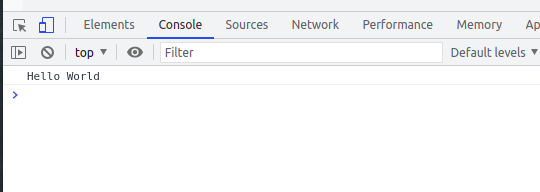 Elements Console Sources Network Performance Memory
top Filter Default levels
Hello World